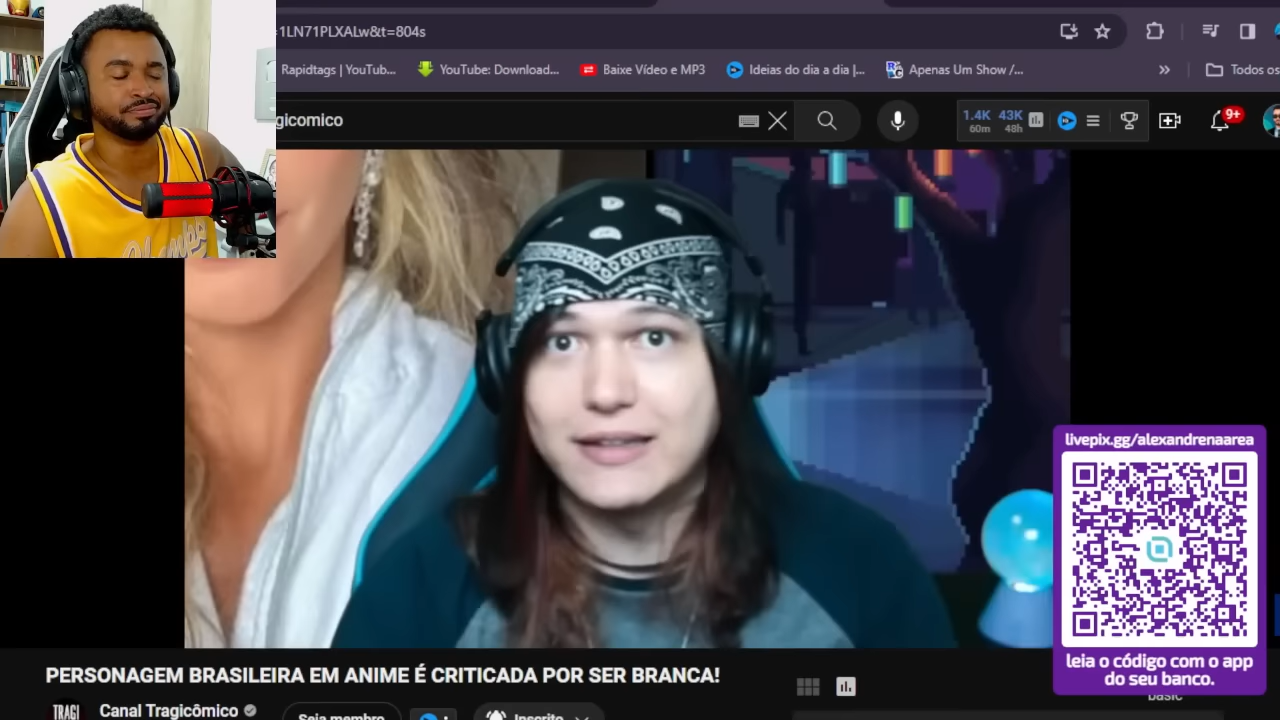 1LN71PLXALw&t=804s
Rapidtags | YouTub...
YouTube: Download...
Baixe Vídeo e MP3
Ideias do dia a dia |...
Apenas Um Show /...
»
Todos os
gicomico
1.4K 43K
60m 48h
9+
livepix.gg/alexandrenaarea
leia o código com o app
do seu banco.
basic
PERSONAGEM BRASILEIRA EM ANIME É CRITICADA POR SER BRANCA!
TRAGI
Canal Tragicômico
Seja membro
Inscrito